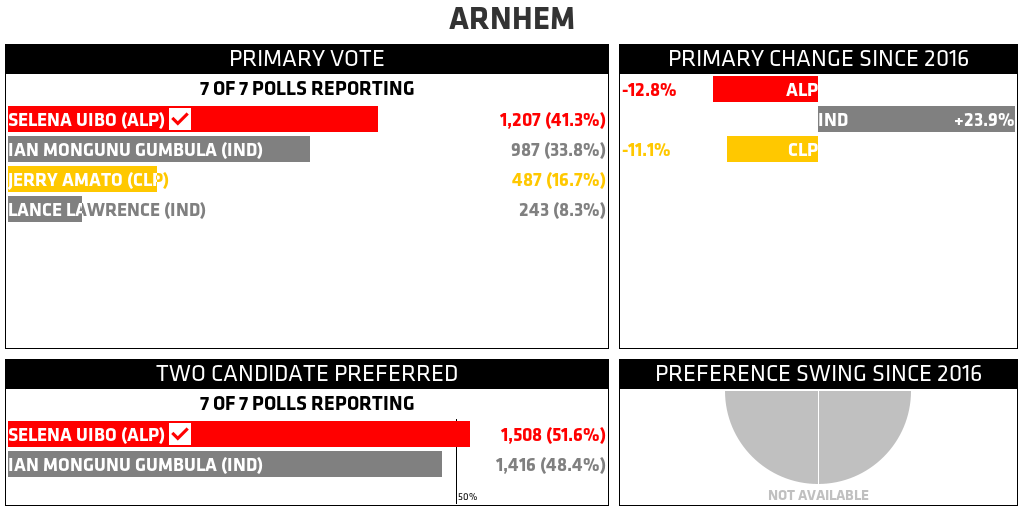 ARNHEM
PRIMARY VOTE
7 OF 7 POLLS REPORTING
SELENA UIBO (ALP) 1,207 (41.3%)
IAN MONGUNU GUMBULA (IND) 987 (33.8%)
JERRY AMATO (CLP) 487 (16.7%)
LANCE LAWRENCE (IND) 243 (8.3%)
PRIMARY CHANGE SINCE 2016
-12.8% ALP
IND +23.9%
-11.1% CLP
TWO CANDIDATE PREFERRED
7 OF 7 POLLS REPORTING
SELENA UIBO (ALP) 1,508 (51.6%)
IAN MONGUNU GUMBULA (IND) 1,416 (48.4%)
50%
PREFERENCE SWING SINCE 2016
NOT AVAILABLE